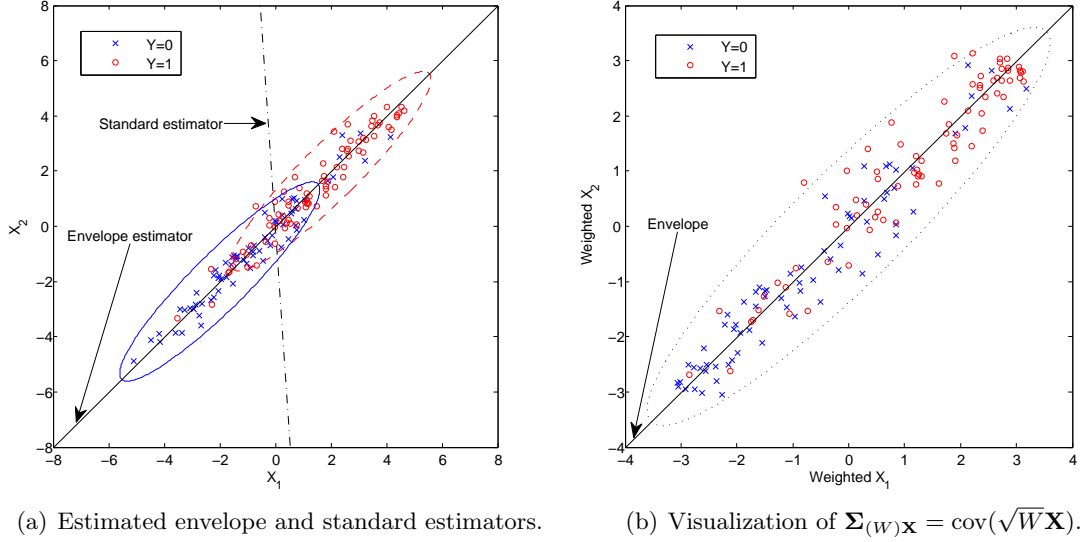 8
6
4
2
0
−2
−4
−6
−8
−8
−6
−4
−2
0
2
4
6
8
X₁
X₂
Y=0
Y=1
Standard estimator
Envelope estimator
(a) Estimated envelope and standard estimators.
4
3
2
1
0
−1
−2
−3
−4
−4
−3
−2
−1
0
1
2
3
4
Weighted X₁
Weighted X₂
Y=0
Y=1
Envelope
(b) Visualization of Σ₍W₎X = cov(√WX).